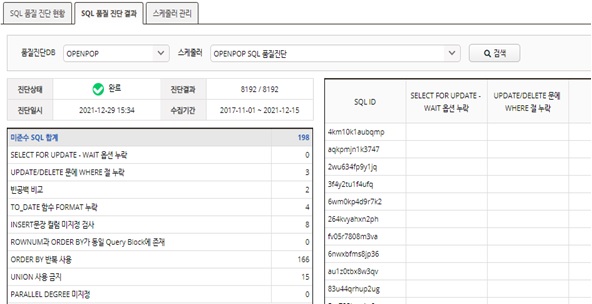 SQL 품질 진단 현황 SQL 품질 진단 결과 스케줄러 관리
품질진단DB OPENPOP 스케줄러 OPENPOP SQL 품질진단 검색
진단상태 완료 진단결과 8192 / 8192
진단일시 2021-12-29 15:34 수집기간 2017-11-01 ~ 2021-12-15
미준수 SQL 합계 198
SELECT FOR UPDATE - WAIT 옵션 누락 0
UPDATE/DELETE 문에 WHERE 절 누락 3
빈공백 비교 2
TO_DATE 함수 FORMAT 누락 4
INSERT문장 컬럼 미지정 검사 8
ROWNUM과 ORDER BY가 동일 Query Block에 존재 0
ORDER BY 반복 사용 166
UNION 사용 금지 15
PARALLEL DEGREE 미지정 0
SQL ID SELECT FOR UPDATE - WAIT 옵션 누락 UPDATE/DELETE 문에 WHERE 절 누락
4km10k1aubqmp
aqkpmjn1k3747
2wu634fp9y1jq
3f4y2tu1f4ufq
6wm0kp4d9r7k2
264kvyahxn2ph
fv05r7808m3va
6nwxbfms8jp36
au1z0tbx8w3qv
83u44qrhup2ug